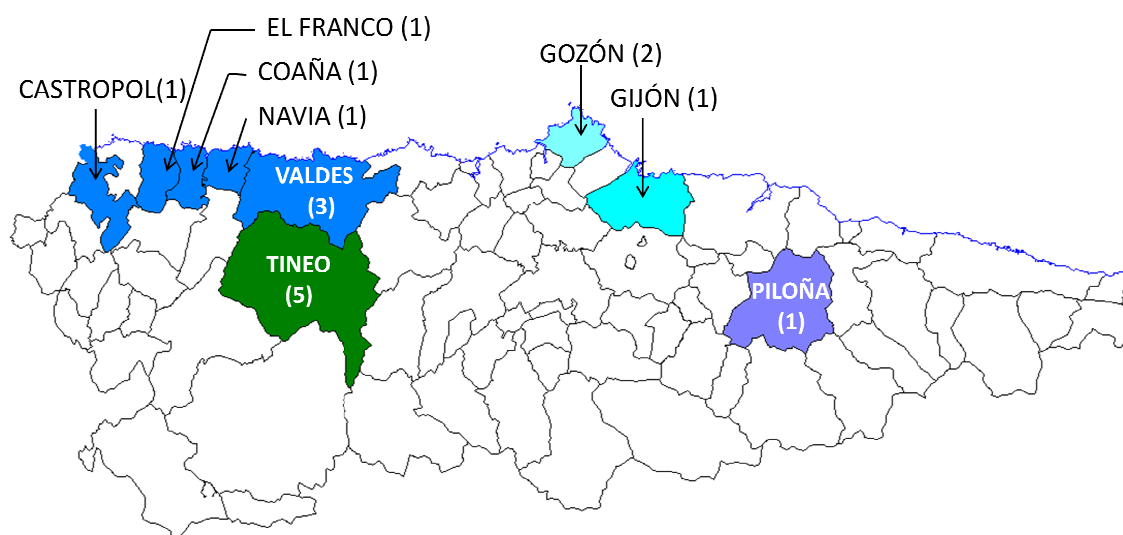 EL FRANCO (1)
COAÑA (1)
CASTROPOL(1)
NAVIA (1)
GOZÓN (2)
GIJÓN (1)
VALDES
(3)
TINEO
(5)
PILOÑA
(1)